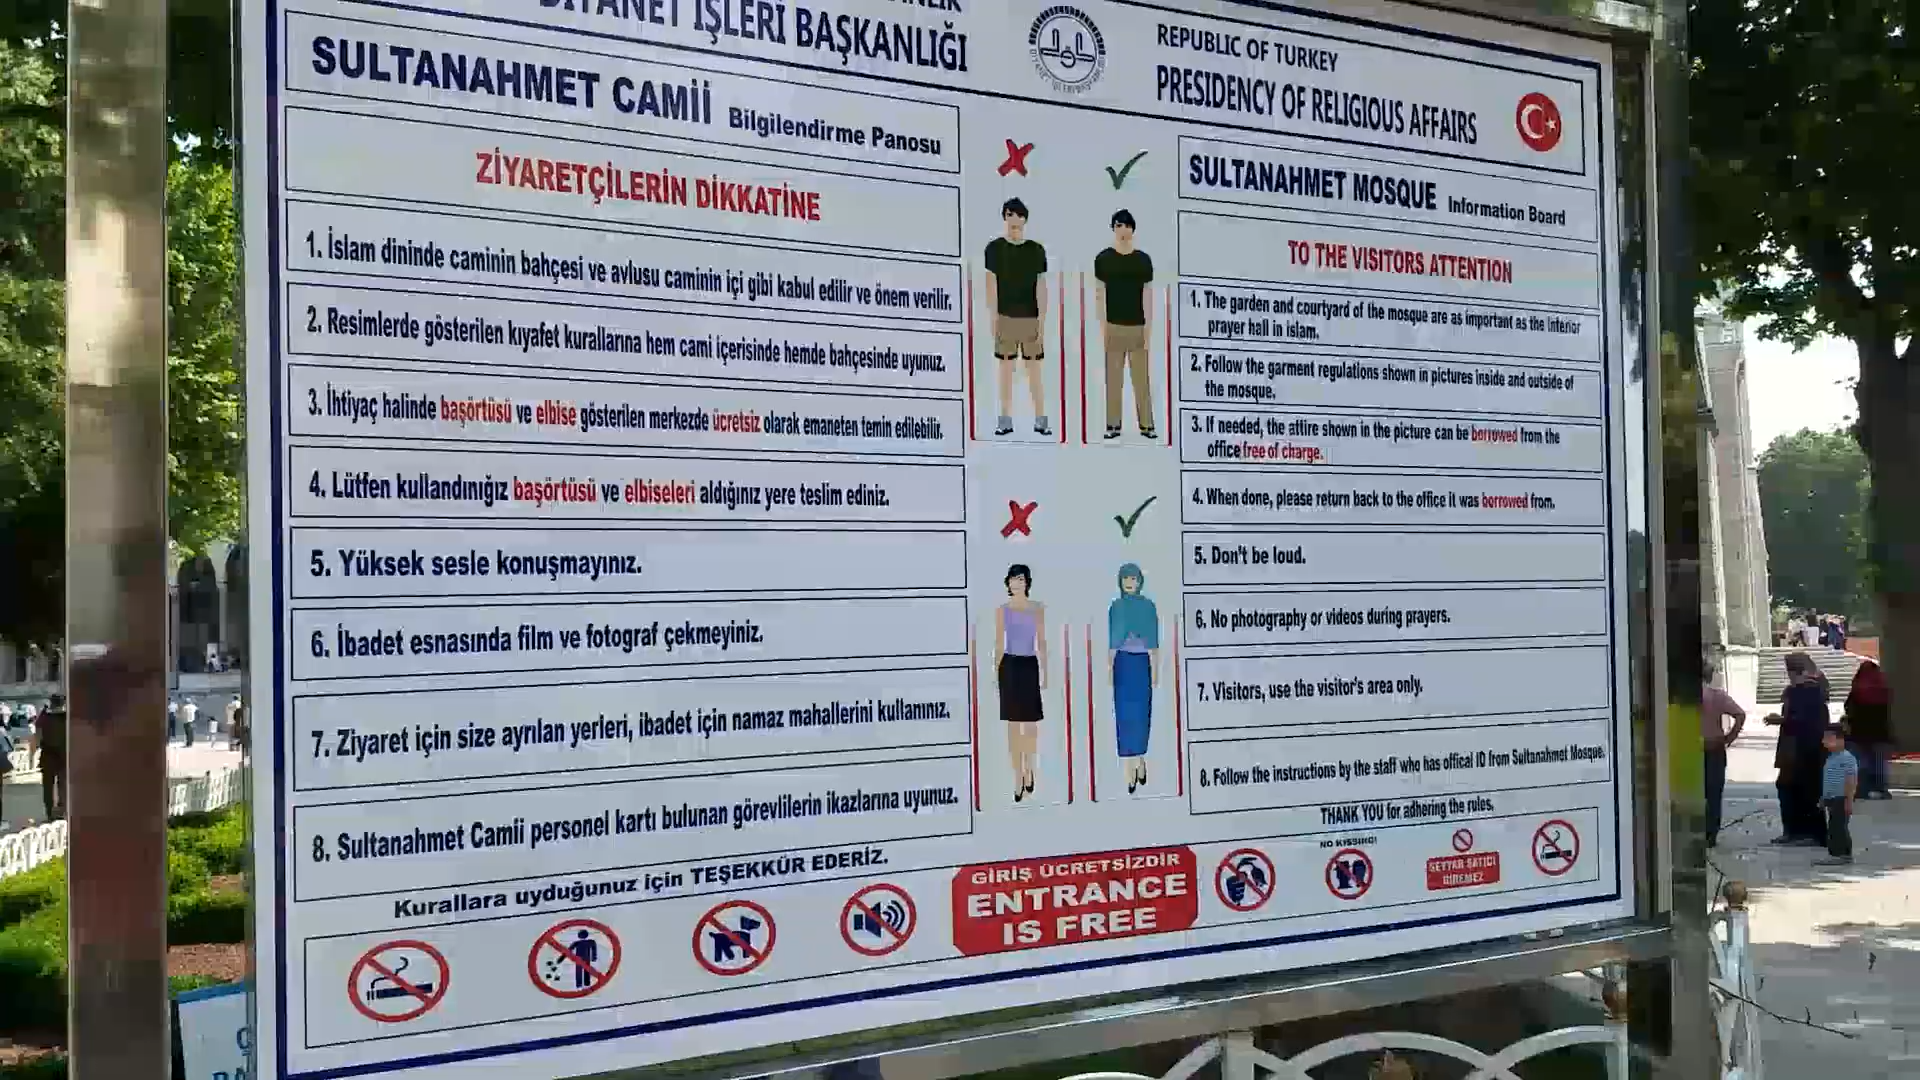 DİYANET İŞLERİ BAŞKANLIĞI
SULTANAHMET CAMİİ Bilgilendirme Panosu
ZİYARETÇİLERİN DİKKATİNE
1. İslam dininde caminin bahçesi ve avlusu caminin içi gibi kabul edilir ve önem verilir.
2. Resimlerde gösterilen kıyafet kurallarına hem cami içerisinde hemde bahçesinde uyunuz.
3. İhtiyaç halinde başörtüsü ve elbise gösterilen merkezde ücretsiz olarak emaneten temin edilebilir.
4. Lütfen kullandınığız başörtüsü ve elbiseleri aldığınız yere teslim ediniz.
5. Yüksek sesle konuşmayınız.
6. İbadet esnasında film ve fotograf çekmeyiniz.
7. Ziyaret için size ayrılan yerleri, ibadet için namaz mahallerini kullanınız.
8. Sultanahmet Camii personel kartı bulunan görevlilerin ikazlarına uyunuz.
Kurallara uyduğunuz için TEŞEKKÜR EDERİZ.
REPUBLIC OF TURKEY
PRESIDENCY OF RELIGIOUS AFFAIRS
SULTANAHMET MOSQUE Information Board
TO THE VISITORS ATTENTION
1. The garden and courtyard of the mosque are as important as the interior
prayer hall in islam.
2. Follow the garment regulations shown in pictures inside and outside of
the mosque.
3. If needed, the attire shown in the picture can be borrowed from the
office free of charge.
4. When done, please return back to the office it was borrowed from.
5. Don't be loud.
6. No photography or videos during prayers.
7. Visitors, use the visitor's area only.
8. Follow the instructions by the staff who has offical ID from Sultanahmet Mosque.
THANK YOU for adhering the rules.
GİRİŞ ÜCRETSİZDİR
ENTRANCE
IS FREE
NO KISSING!
SEYYAR SATICI
GİREMEZ